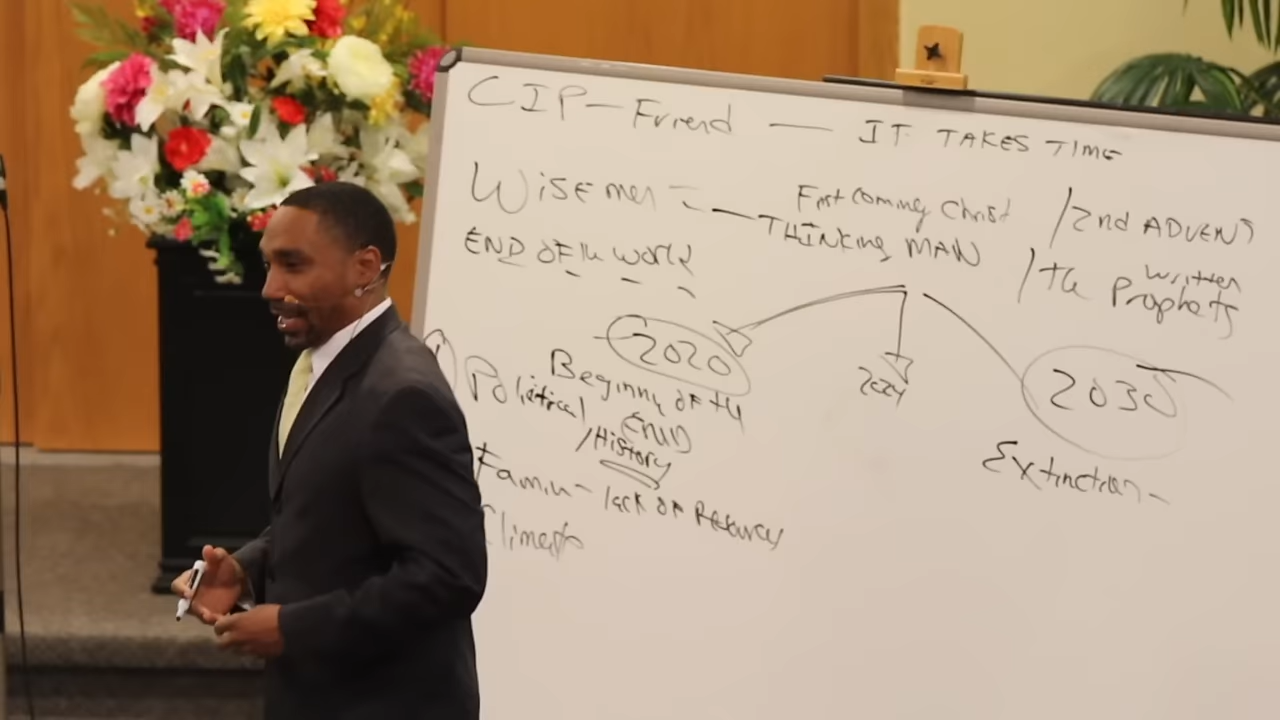 CIP - Friend — IT TAKES TIME
Wise men - — First Coming Christ / 2nd ADVENT
THINKING MAN / The written Prophets
END OF the world
2020
2024
2030
Beginning OF the END
Political / History
Extinction -
Famin - lack of Resources
Climate